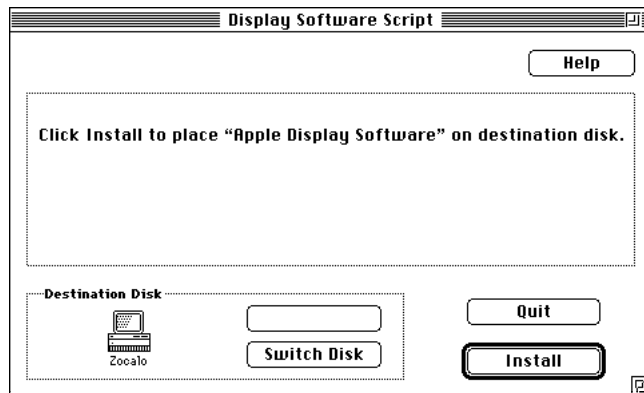 Display Software Script
Help
Click Install to place “Apple Display Software” on destination disk.
Destination Disk
Zocalo
Switch Disk
Quit
Install